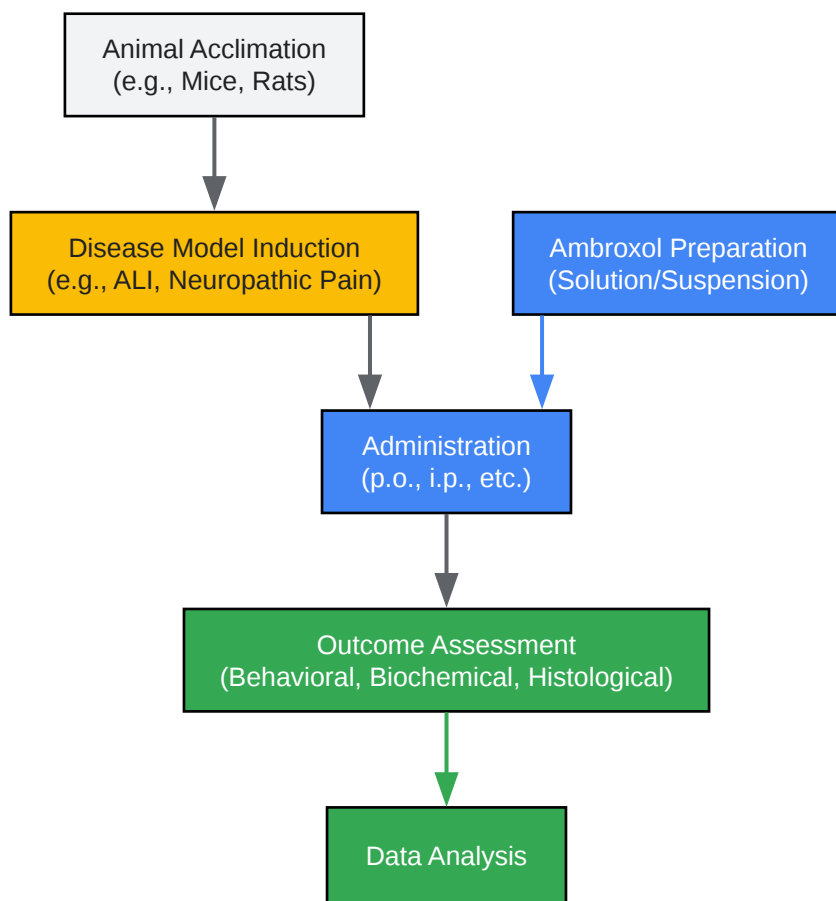 Animal Acclimation
(e.g., Mice, Rats)
Disease Model Induction
(e.g., ALI, Neuropathic Pain)
Ambroxol Preparation
(Solution/Suspension)
Administration
(p.o., i.p., etc.)
Outcome Assessment
(Behavioral, Biochemical, Histological)
Data Analysis